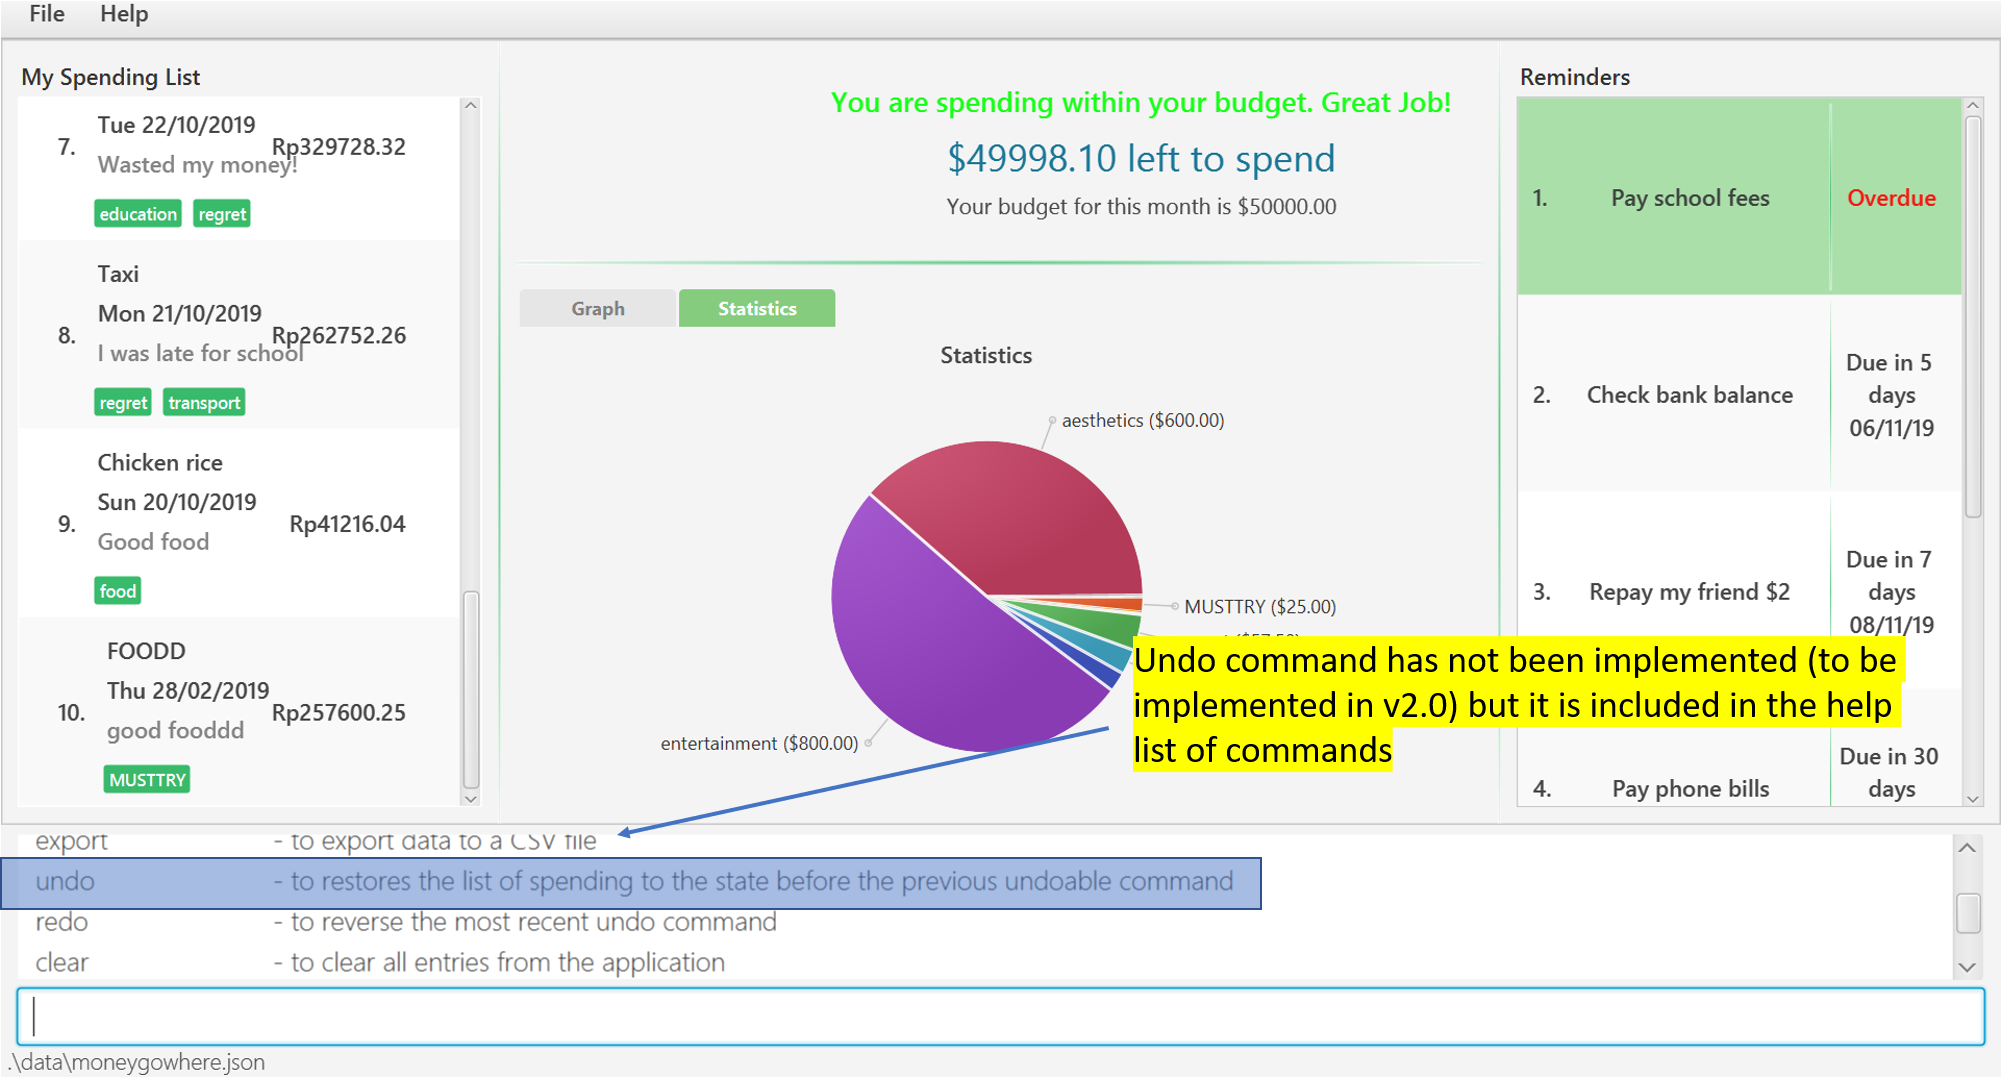 File Help
My Spending List
7.
Tue 22/10/2019
Rp329728.32
Wasted my money!
education regret
8.
Taxi
Mon 21/10/2019
Rp262752.26
I was late for school
regret transport
9.
Chicken rice
Sun 20/10/2019
Rp41216.04
Good food
food
10.
FOODD
Thu 28/02/2019
Rp257600.25
good fooddd
MUSTTRY
You are spending within your budget. Great Job!
$49998.10 left to spend
Your budget for this month is $50000.00
Graph Statistics
Statistics
aesthetics ($600.00)
MUSTTRY ($25.00)
entertainment ($800.00)
Undo command has not been implemented (to be
implemented in v2.0) but it is included in the help
list of commands
Reminders
1. Pay school fees Overdue
2. Check bank balance
Due in 5
days
06/11/19
3. Repay my friend $2
Due in 7
days
08/11/19
4. Pay phone bills
Due in 30
days
export - to export data to a CSV file
undo - to restores the list of spending to the state before the previous undoable command
redo - to reverse the most recent undo command
clear - to clear all entries from the application
.\data\moneygowhere.json